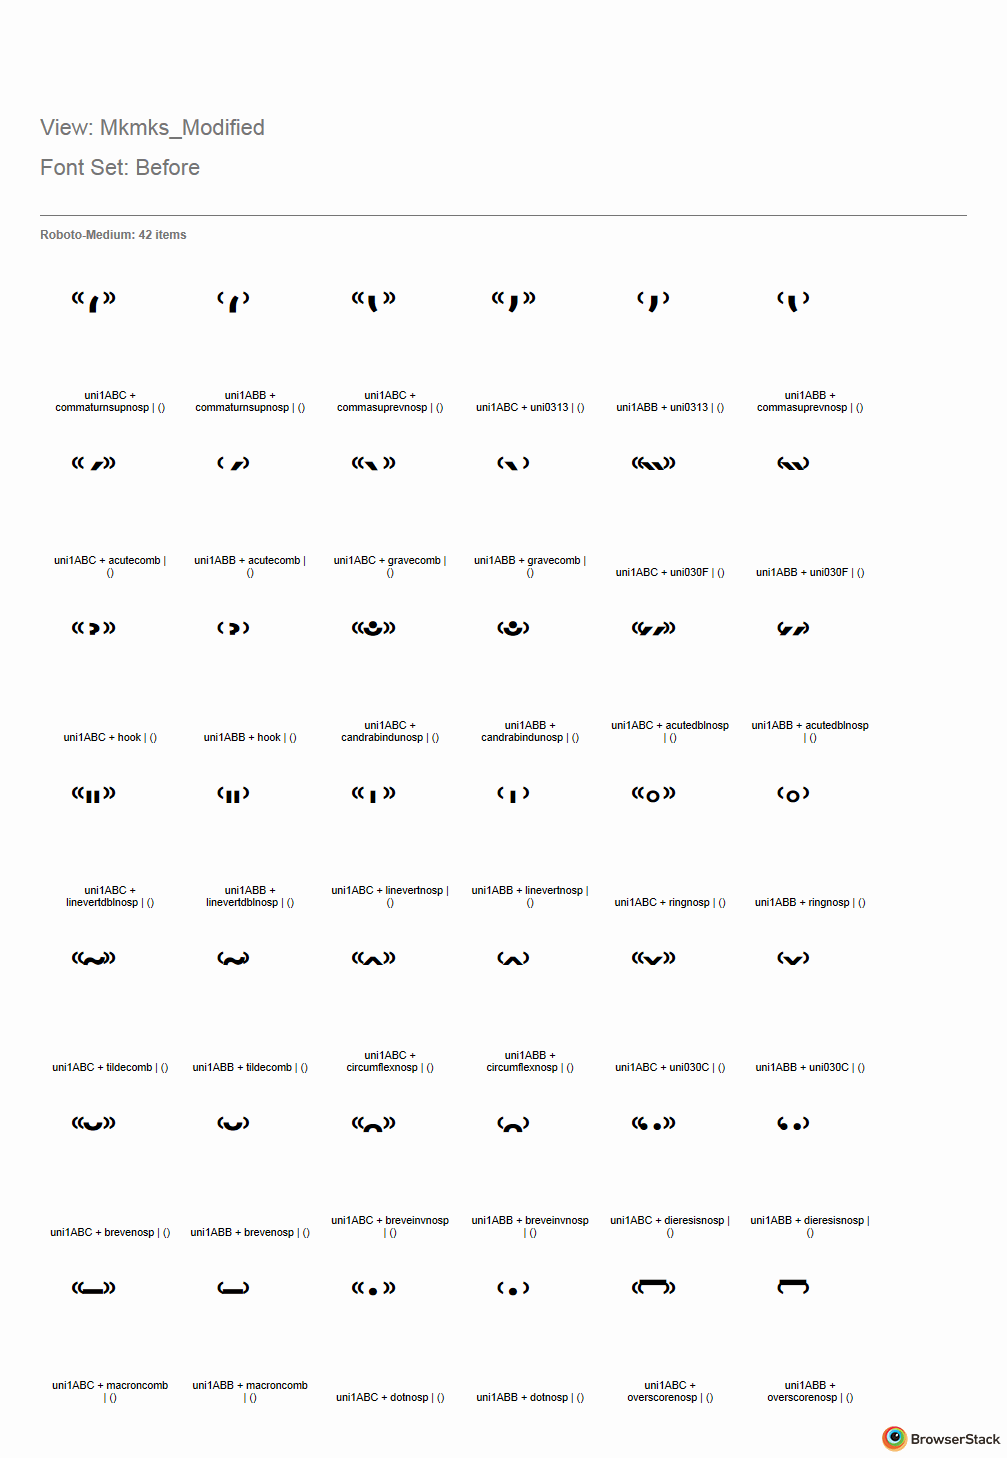 View: Mkmks_Modified
Font Set: Before
Roboto-Medium: 42 items
uni1ABC + commaturnsupnosp | ()
uni1ABB + commaturnsupnosp | ()
uni1ABC + commasuprevnosp | ()
uni1ABC + uni0313 | ()
uni1ABB + uni0313 | ()
uni1ABB + commasuprevnosp | ()
uni1ABC + acutecomb | ()
uni1ABB + acutecomb | ()
uni1ABC + gravecomb | ()
uni1ABB + gravecomb | ()
uni1ABC + uni030F | ()
uni1ABB + uni030F | ()
uni1ABC + hook | ()
uni1ABB + hook | ()
uni1ABC + candrabindunosp | ()
uni1ABB + candrabindunosp | ()
uni1ABC + acutedblnosp | ()
uni1ABB + acutedblnosp | ()
uni1ABC + linevertdblnosp | ()
uni1ABB + linevertdblnosp | ()
uni1ABC + linevertnosp | ()
uni1ABB + linevertnosp | ()
uni1ABC + ringnosp | ()
uni1ABB + ringnosp | ()
uni1ABC + tildecomb | ()
uni1ABB + tildecomb | ()
uni1ABC + circumflexnosp | ()
uni1ABB + circumflexnosp | ()
uni1ABC + uni030C | ()
uni1ABB + uni030C | ()
uni1ABC + brevenosp | ()
uni1ABB + brevenosp | ()
uni1ABC + breveinvnosp | ()
uni1ABB + breveinvnosp | ()
uni1ABC + dieresisnosp | ()
uni1ABB + dieresisnosp | ()
uni1ABC + macroncomb | ()
uni1ABB + macroncomb | ()
uni1ABC + dotnosp | ()
uni1ABB + dotnosp | ()
uni1ABC + overscorenosp | ()
uni1ABB + overscorenosp | ()
BrowserStack